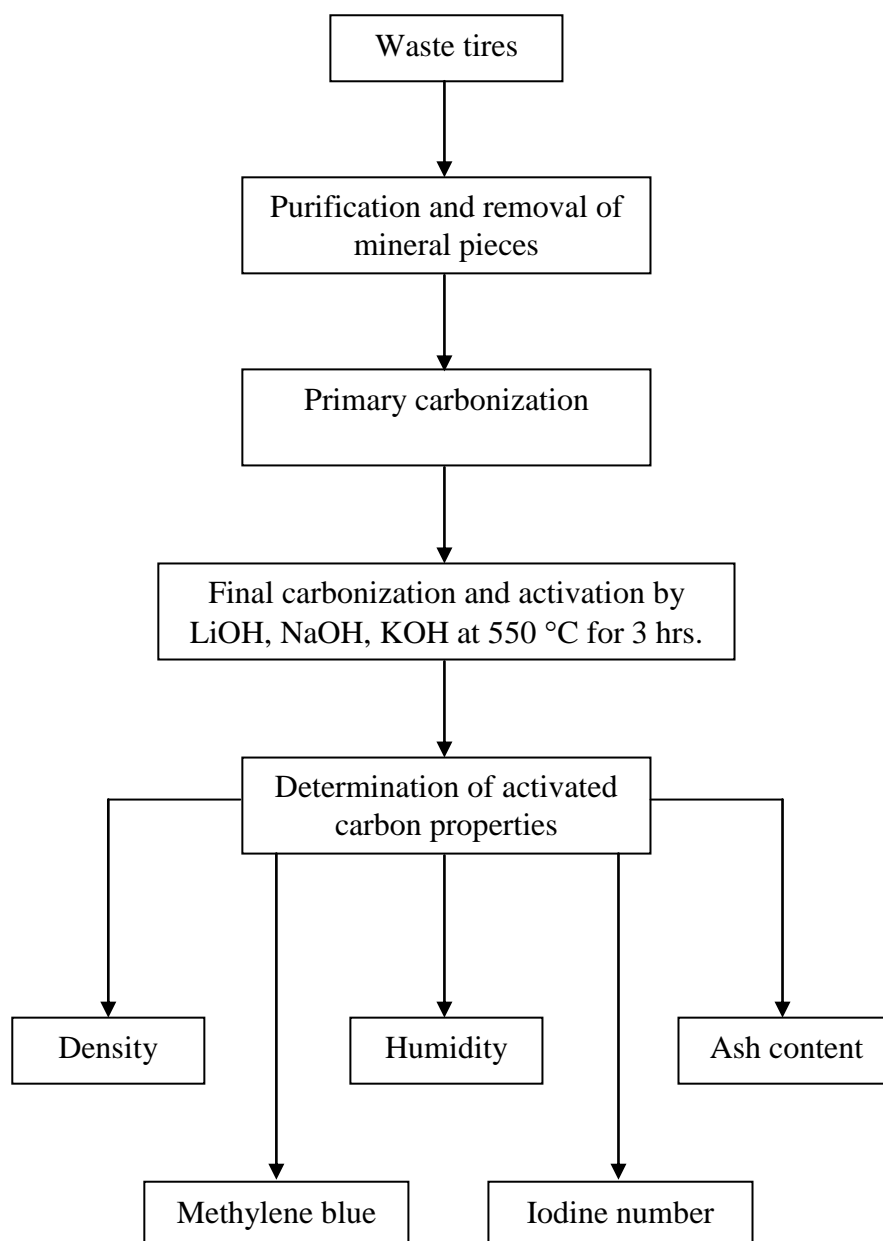 Waste tires
Purification and removal of
mineral pieces
Primary carbonization
Final carbonization and activation by
LiOH, NaOH, KOH at 550 °C for 3 hrs.
Determination of activated
carbon properties
Density
Humidity
Ash content
Methylene blue
Iodine number